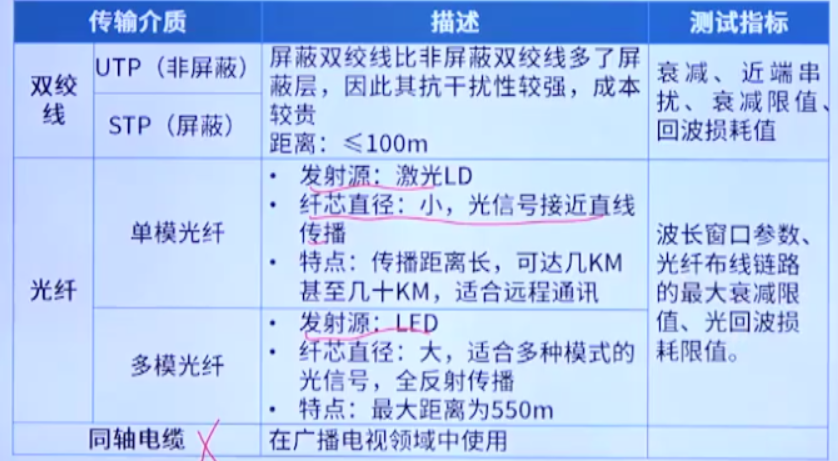 传输介质 描述 测试指标
双绞
线
UTP（非屏蔽）
STP（屏蔽）
屏蔽双绞线比非屏蔽双绞线多了屏
蔽层，因此其抗干扰性较强，成本
较贵
距离：≤100m
衰减、近端串
扰、衰减限值、
回波损耗值
光纤
单模光纤
• 发射源：激光LD
• 纤芯直径：小，光信号接近直线
传播
• 特点：传播距离长，可达几KM
甚至几十KM，适合远程通讯
多模光纤
• 发射源：LED
• 纤芯直径：大，适合多种模式的
光信号，全反射传播
• 特点：最大距离为550m
波长窗口参数、
光纤布线链路
的最大衰减限
值、光回波损
耗限值。
同轴电缆 在广播电视领域中使用